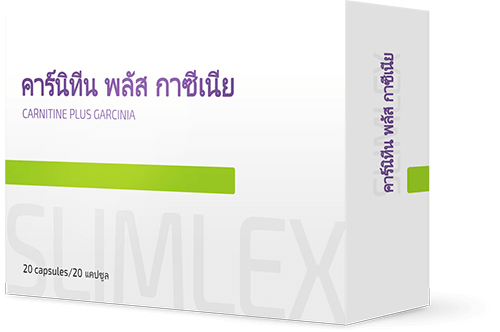 คาร์นิทีน พลัส กาซีเนีย
CARNITINE PLUS GARCINIA
SLIMLEX
20 capsules/20 แคปซูล
SLIMLEX
คาร์นิทีน พลัส กาซีเนีย